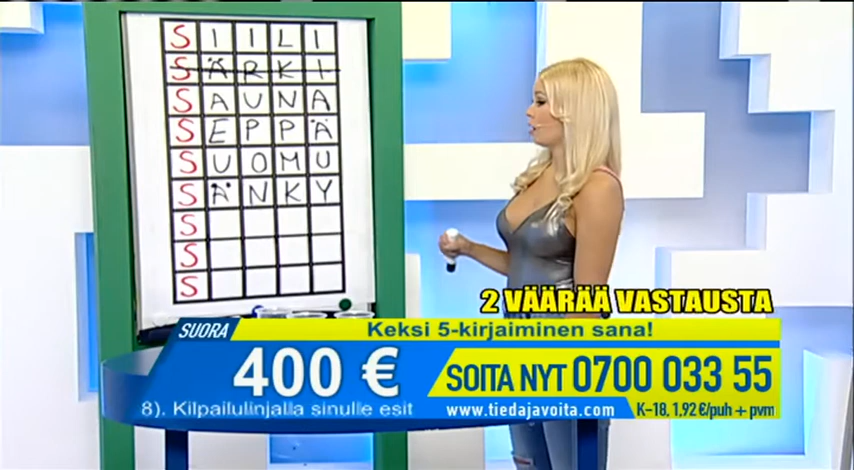 SIILI
SÄRKI
SAUNA
SEPPÄ
SUOMU
SÄNKY
S
S
S
2 VÄÄRÄÄ VASTAUSTA
SUORA
Keksi 5-kirjaiminen sana!
400 €
SOITA NYT 0700 033 55
8). Kilpailulinjalla sinulle esit
www.tiedajavoita.com
K-18, 1,92 €/puh + pvm